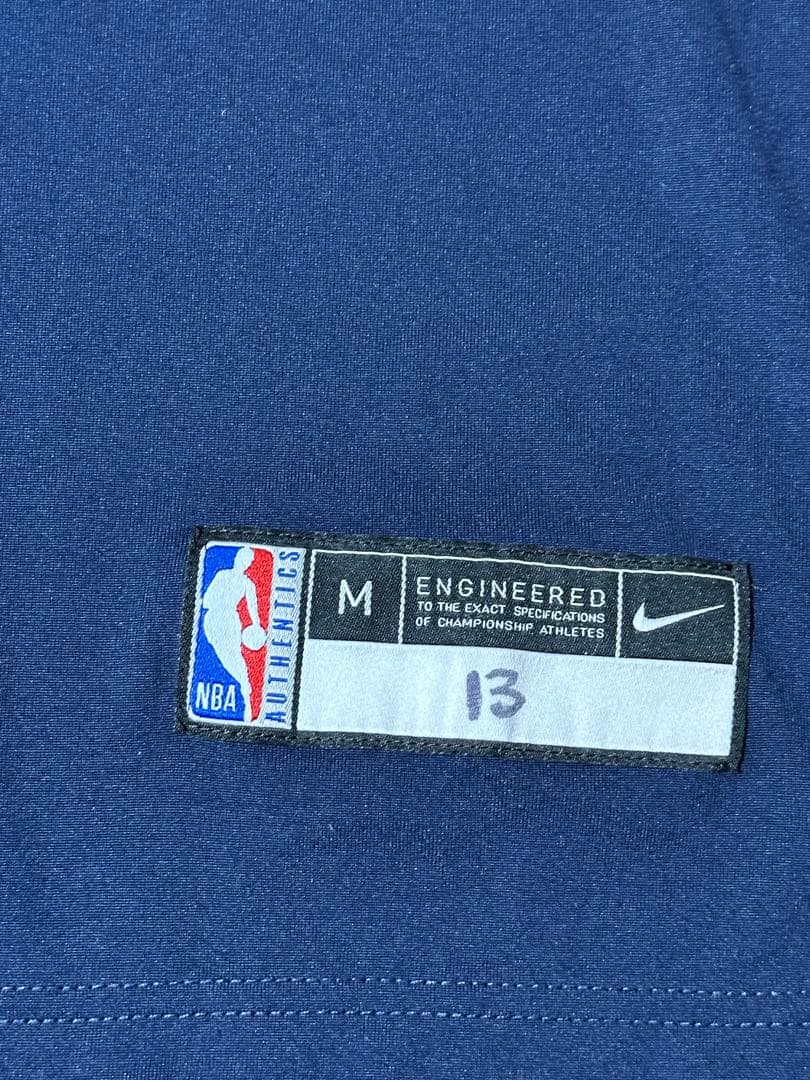 NBA
AUTHENTICS
M
ENGINEERED
TO THE EXACT SPECIFICATIONS
OF CHAMPIONSHIP ATHLETES
13